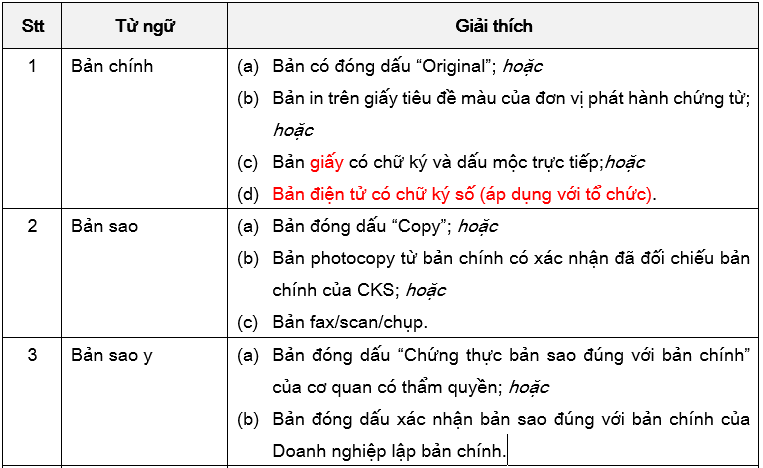 Stt Từ ngữ Giải thích
1 Bản chính (a) Bản có đóng dấu “Original”; hoặc
(b) Bản in trên giấy tiêu đề màu của đơn vị phát hành chứng từ;
hoặc
(c) Bản giấy có chữ ký và dấu mộc trực tiếp;hoặc
(d) Bản điện tử có chữ ký số (áp dụng với tổ chức).
2 Bản sao (a) Bản đóng dấu “Copy”; hoặc
(b) Bản photocopy từ bản chính có xác nhận đã đối chiếu bản
chính của CKS; hoặc
(c) Bản fax/scan/chụp.
3 Bản sao y (a) Bản đóng dấu “Chứng thực bản sao đúng với bản chính”
của cơ quan có thẩm quyền; hoặc
(b) Bản đóng dấu xác nhận bản sao đúng với bản chính của
Doanh nghiệp lập bản chính.